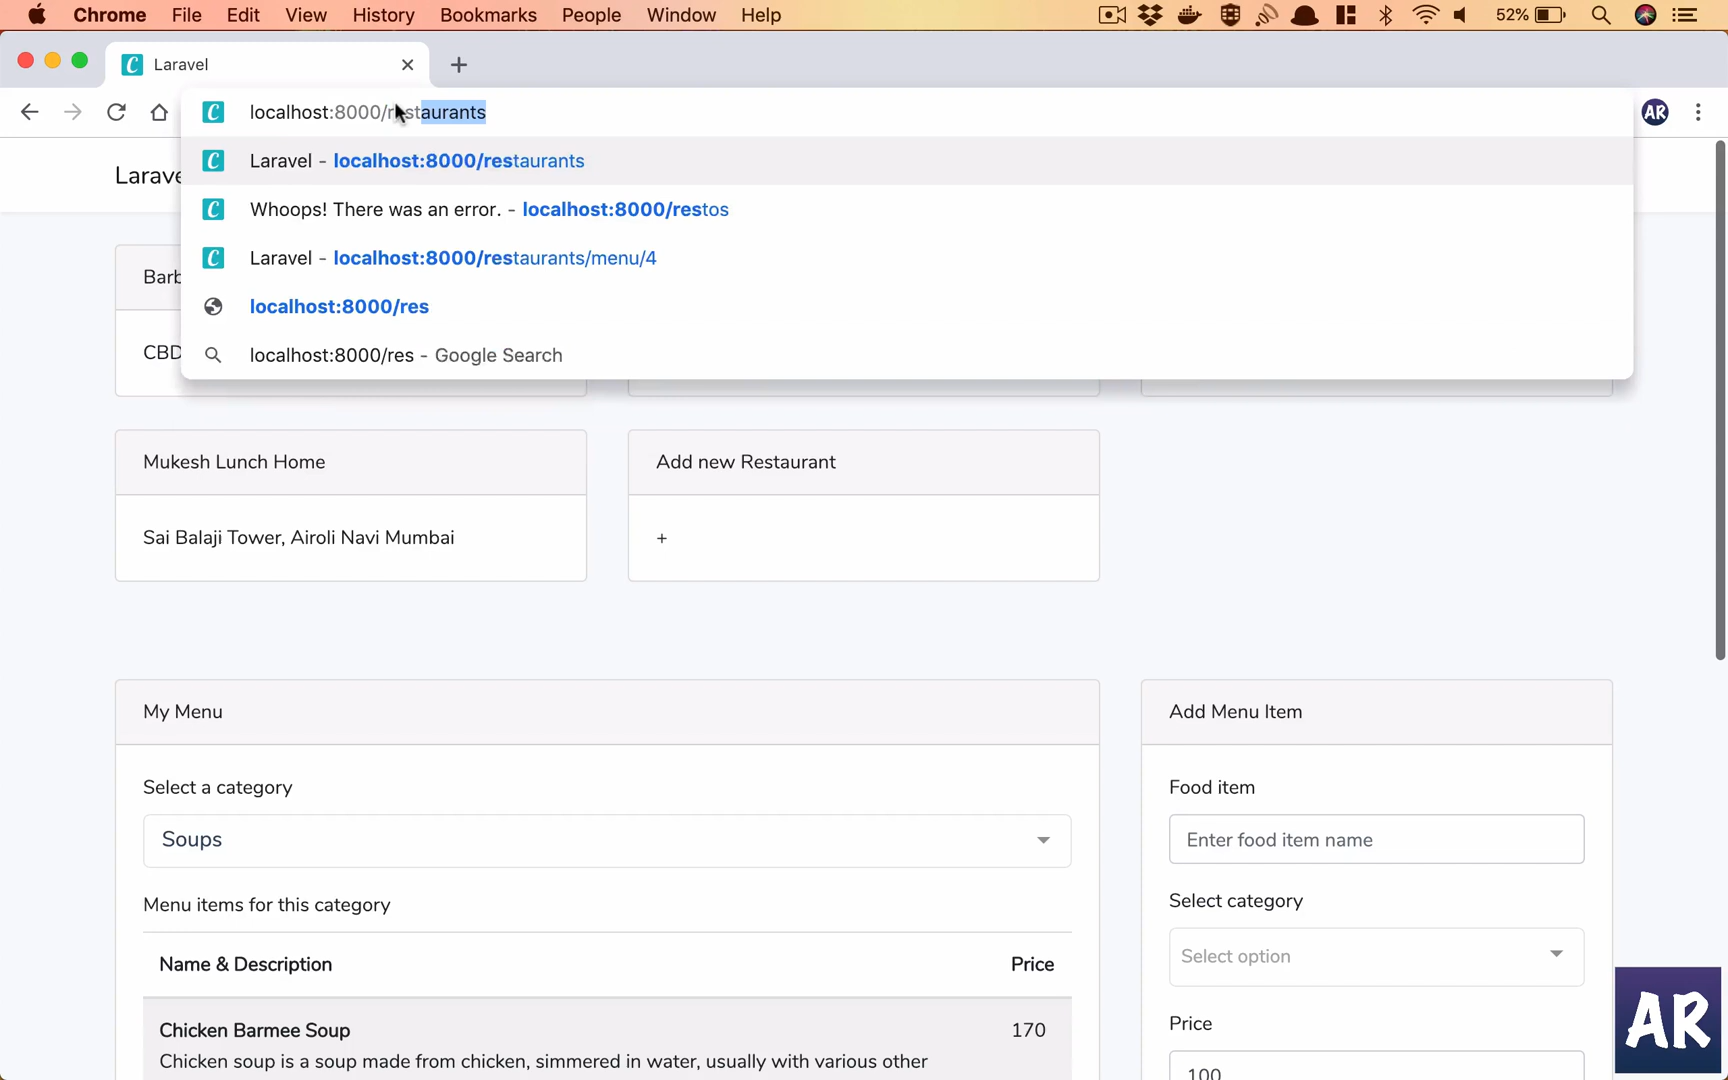 Chrome File Edit View History Bookmarks People Window Help 52%
Laravel
localhost:8000/restaurants AR
Laravel - localhost:8000/restaurants
Whoops! There was an error. - localhost:8000/restos
Laravel - localhost:8000/restaurants/menu/4
localhost:8000/res
localhost:8000/res - Google Search
Larave
Barb
CBD
Mukesh Lunch Home
Sai Balaji Tower, Airoli Navi Mumbai
Add new Restaurant
+
My Menu
Select a category
Soups
Menu items for this category
Name & Description Price
Chicken Barmee Soup 170
Chicken soup is a soup made from chicken, simmered in water, usually with various other
Add Menu Item
Food item
Enter food item name
Select category
Select option
Price
100
AR